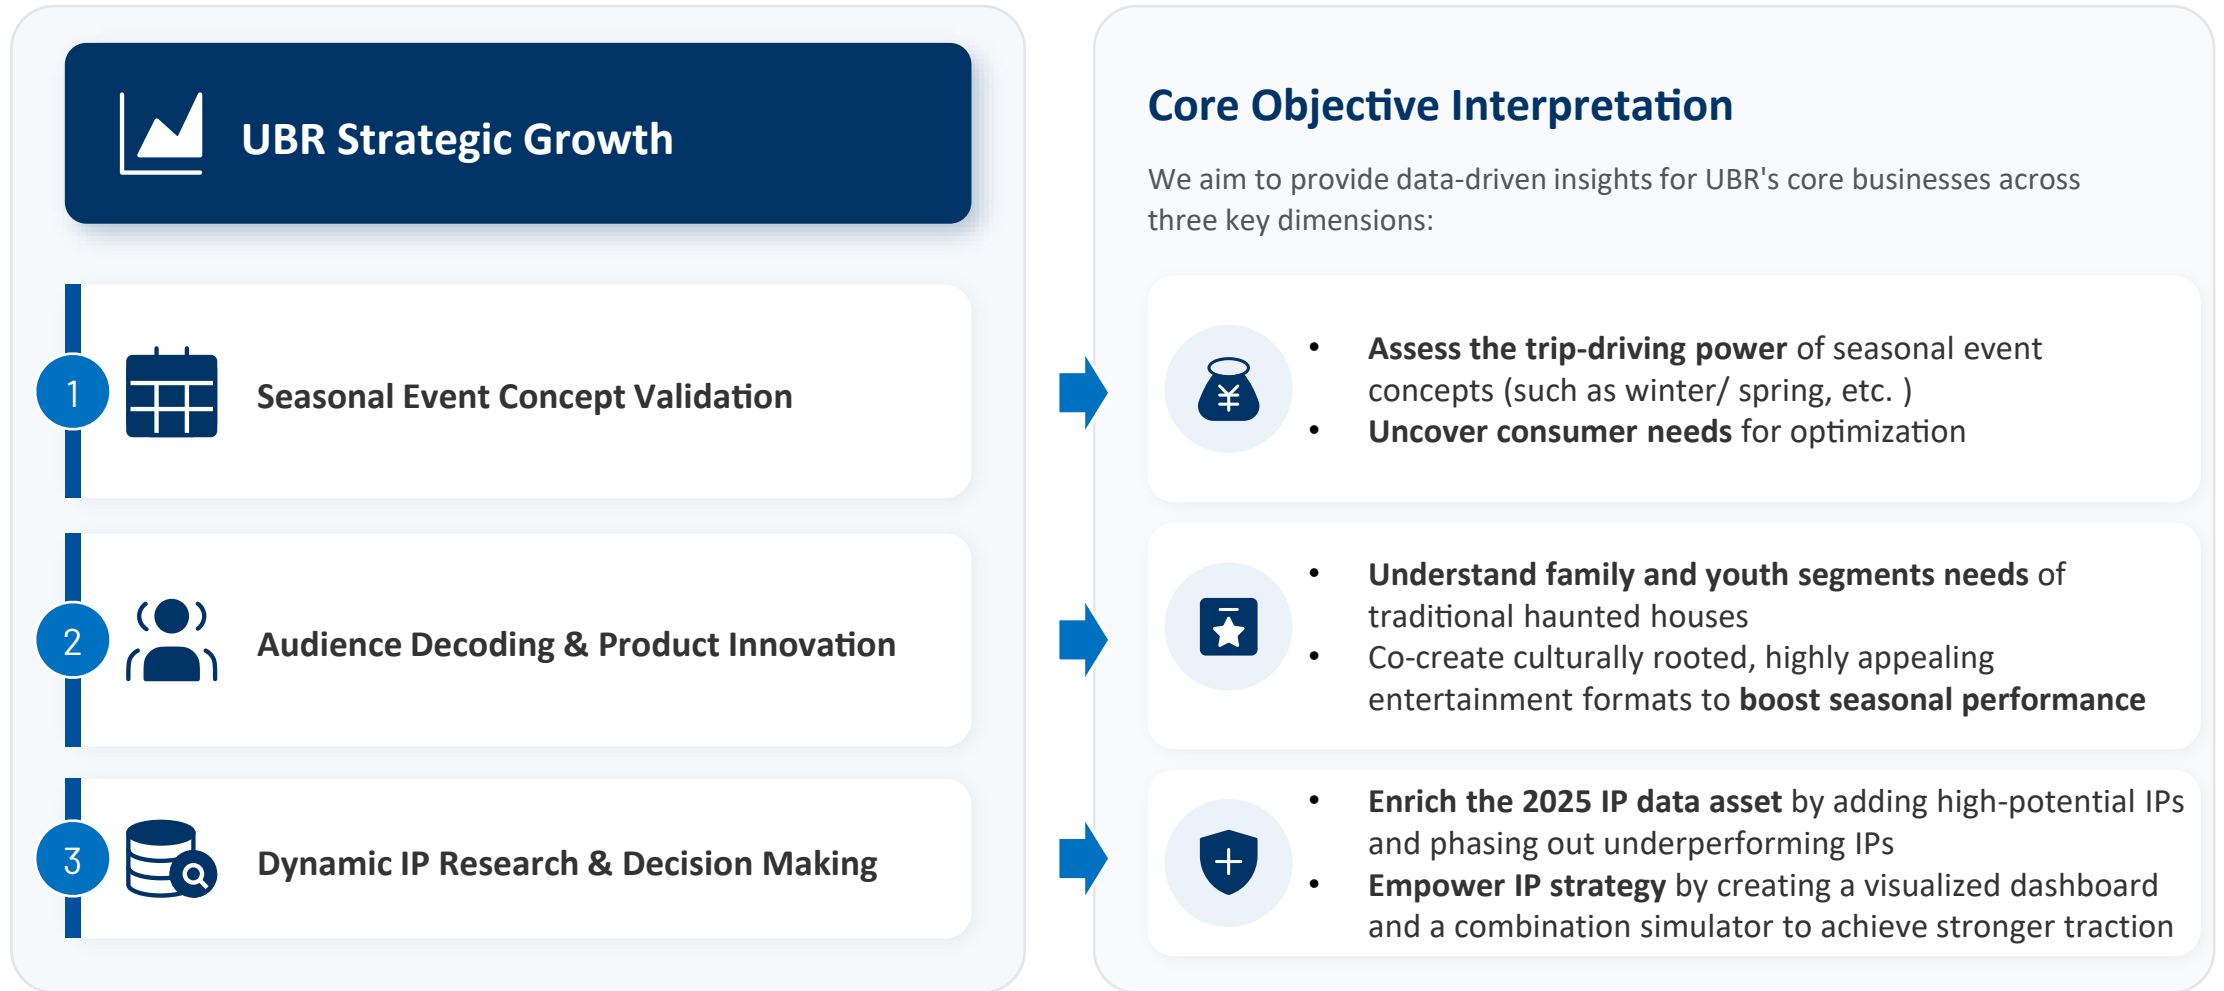 UBR Strategic Growth
1
Seasonal Event Concept Validation
2
Audience Decoding & Product Innovation
3
Dynamic IP Research & Decision Making
Core Objective Interpretation
We aim to provide data-driven insights for UBR's core businesses across
three key dimensions:
¥
• Assess the trip-driving power of seasonal event
concepts (such as winter/ spring, etc. )
• Uncover consumer needs for optimization
• Understand family and youth segments needs of
traditional haunted houses
• Co-create culturally rooted, highly appealing
entertainment formats to boost seasonal performance
• Enrich the 2025 IP data asset by adding high-potential IPs
and phasing out underperforming IPs
• Empower IP strategy by creating a visualized dashboard
and a combination simulator to achieve stronger traction